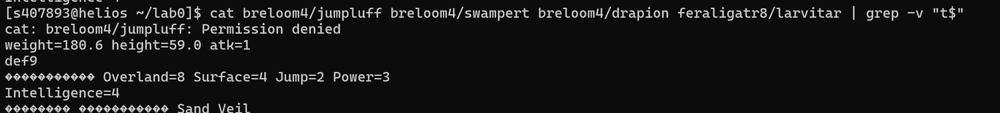 Intelligence=4
[s407893@helios ~/lab0]$ cat breloom4/jumpluff breloom4/swampert breloom4/drapion feraligatr8/larvitar | grep -v "t$"
cat: breloom4/jumpluff: Permission denied
weight=180.6 height=59.0 atk=1
def9
����������� Overland=8 Surface=4 Jump=2 Power=3
Intelligence=4
�������� ����������� Sand Veil